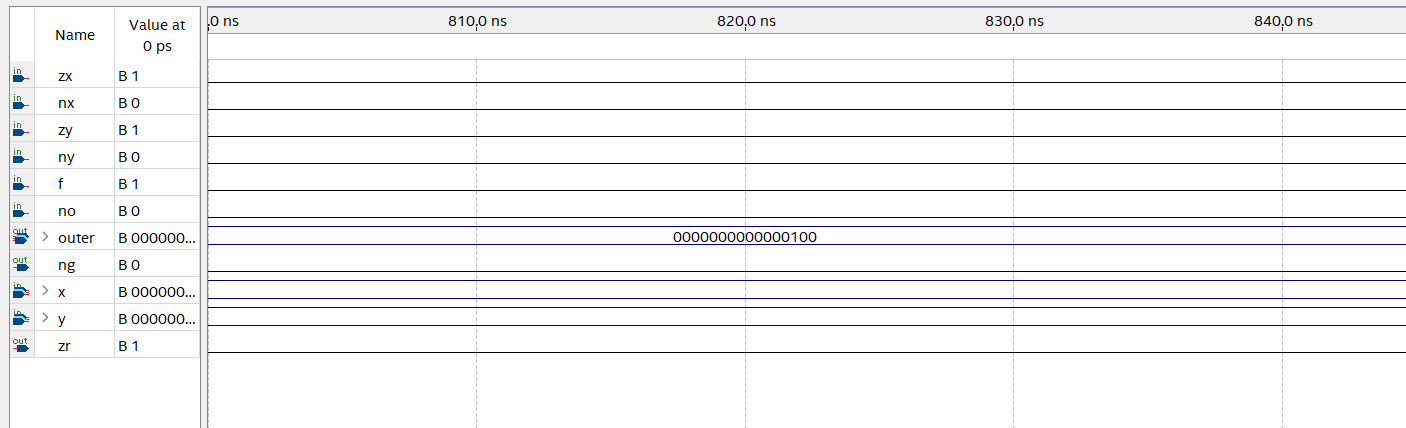 Name
Value at
0 ps
.0 ns
810.0 ns
820.0 ns
830.0 ns
840.0 ns
in
zx
B 1
in
nx
B 0
in
zy
B 1
in
ny
B 0
in
f
B 1
in
no
B 0
out
> outer
B 000000...
0000000000000100
out
ng
B 0
in
> x
B 000000...
in
> y
B 000000...
out
zr
B 1